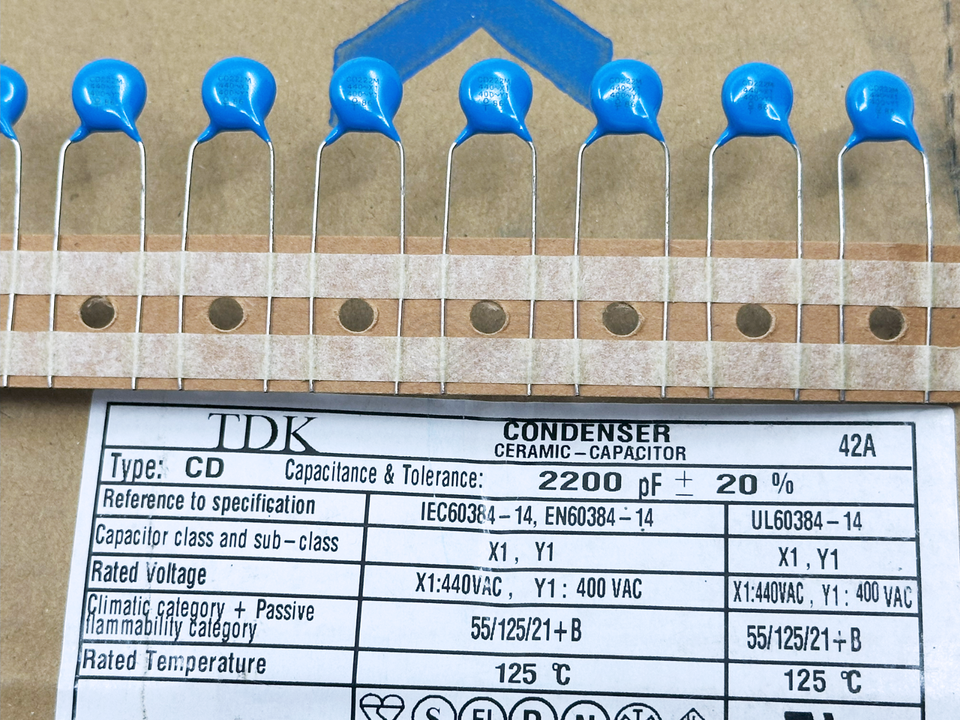 TDK
CONDENSER
CERAMIC-CAPACITOR
42A
Type: CD Capacitance & Tolerance: 2200 pF ± 20 %
Reference to specification IEC60384-14, EN60384-14 UL60384-14
Capacitor class and sub-class X1, Y1 X1, Y1
Rated Voltage X1:440VAC, Y1: 400 VAC X1:440VAC, Y1: 400 VAC
Climatic category + Passive
flammability category 55/125/21+B 55/125/21+B
Rated Temperature 125 ℃ 125 ℃